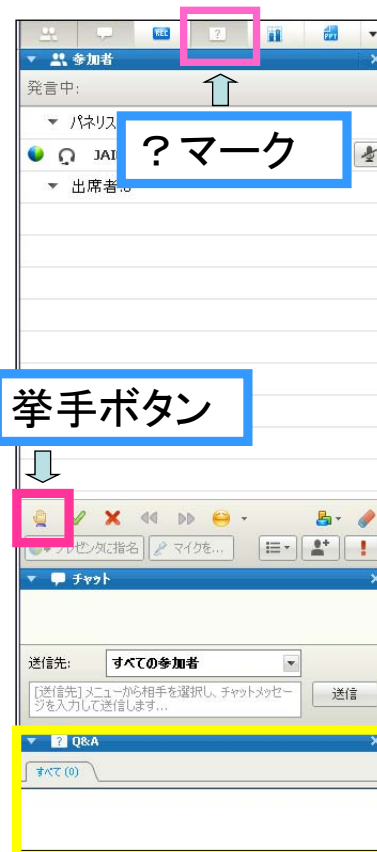 REC
?
PPT
参加者
発言中:
パネリス
?マーク
JAI
出席者:0
挙手ボタン
プレゼンタに指名 マイクを...
チャット
送信先: すべての参加者
[送信先]メニューから相手を選択し、チャットメッセー
ジを入力して送信します...
送信
? Q&A
すべて (0)